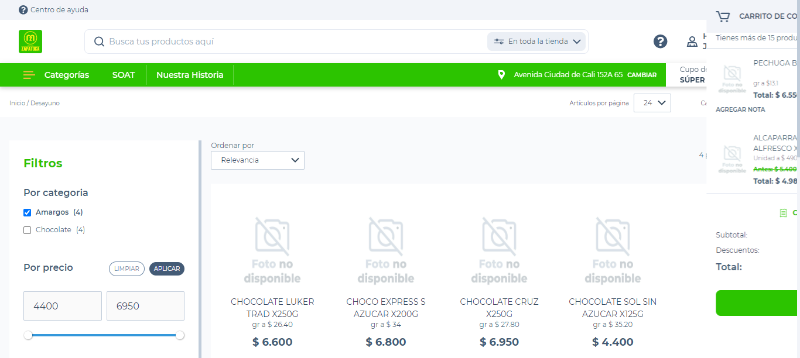 Centro de ayuda
CARRITO DE CO
Busca tus productos aquí
En toda la tienda
Tienes más de 15 produ
Categorías
SOAT
Nuestra Historia
Avenida Ciudad de Cali 152A 65 CAMBIAR
Cupo de
SÚPER
PECHUGA B
gr a $13.1
Total: $ 6.550
AGREGAR NOTA
Inicio / Desayuno
Artículos por página
24
Ordenar por
Relevancia
4
Filtros
Por categoría
Amargos (4)
Chocolate (4)
Por precio
LIMPIAR
APLICAR
4400
6950
Foto no disponible
CHOCOLATE LUKER
TRAD X250G
gr a $ 26.40
$ 6.600
Foto no disponible
CHOCO EXPRESS S
AZUCAR X200G
gr a $ 34
$ 6.800
Foto no disponible
CHOCOLATE CRUZ
X250G
gr a $ 27.80
$ 6.950
Foto no disponible
CHOCOLATE SOL SIN
AZUCAR X125G
gr a $ 35.20
$ 4.400
Foto no
disponible
ALCAPARRA
ALFRESCO X
Unidad a $ 490
Antes: $ 5.400
Total: $ 4.96
Foto no
disponible
Subtotal:
Descuentos:
Total: